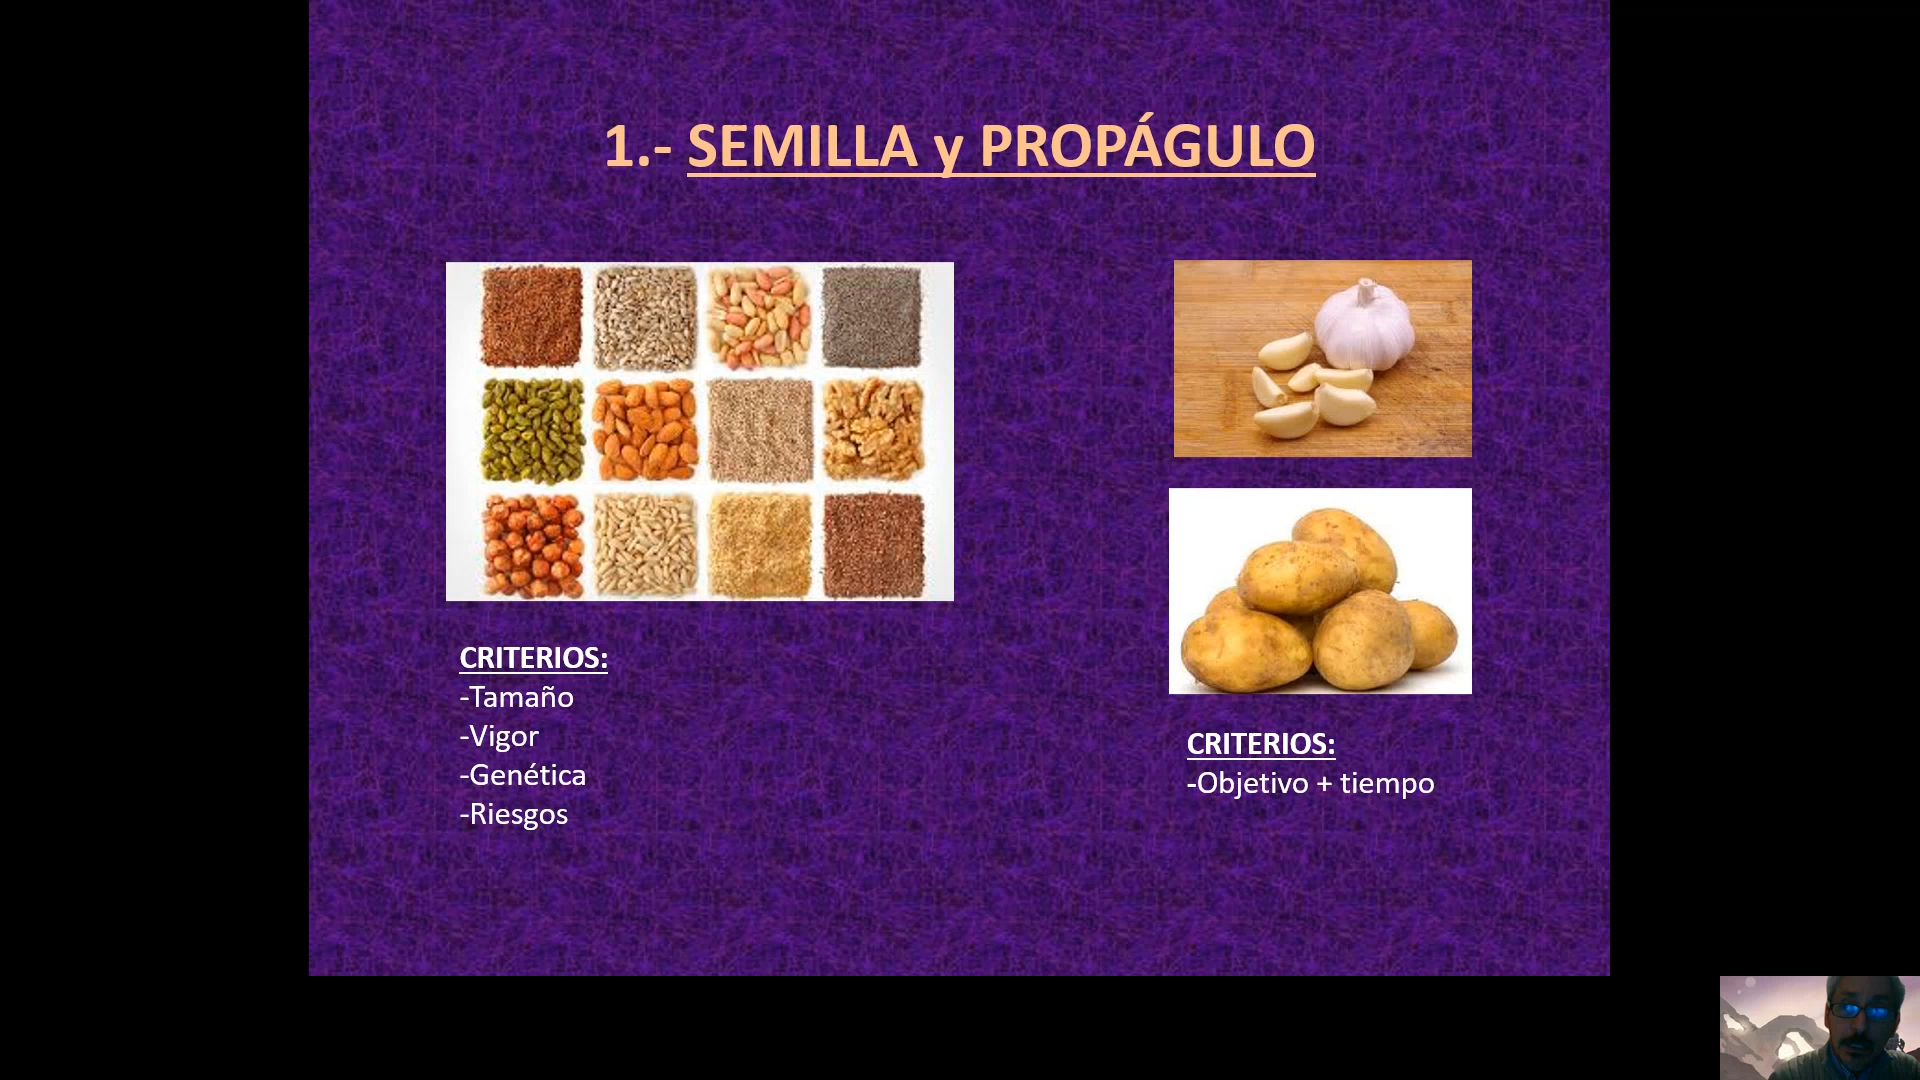 1.- SEMILLA y PROPÁGULO
CRITERIOS:
-Tamaño
-Vigor
-Genética
-Riesgos
CRITERIOS:
-Objetivo + tiempo